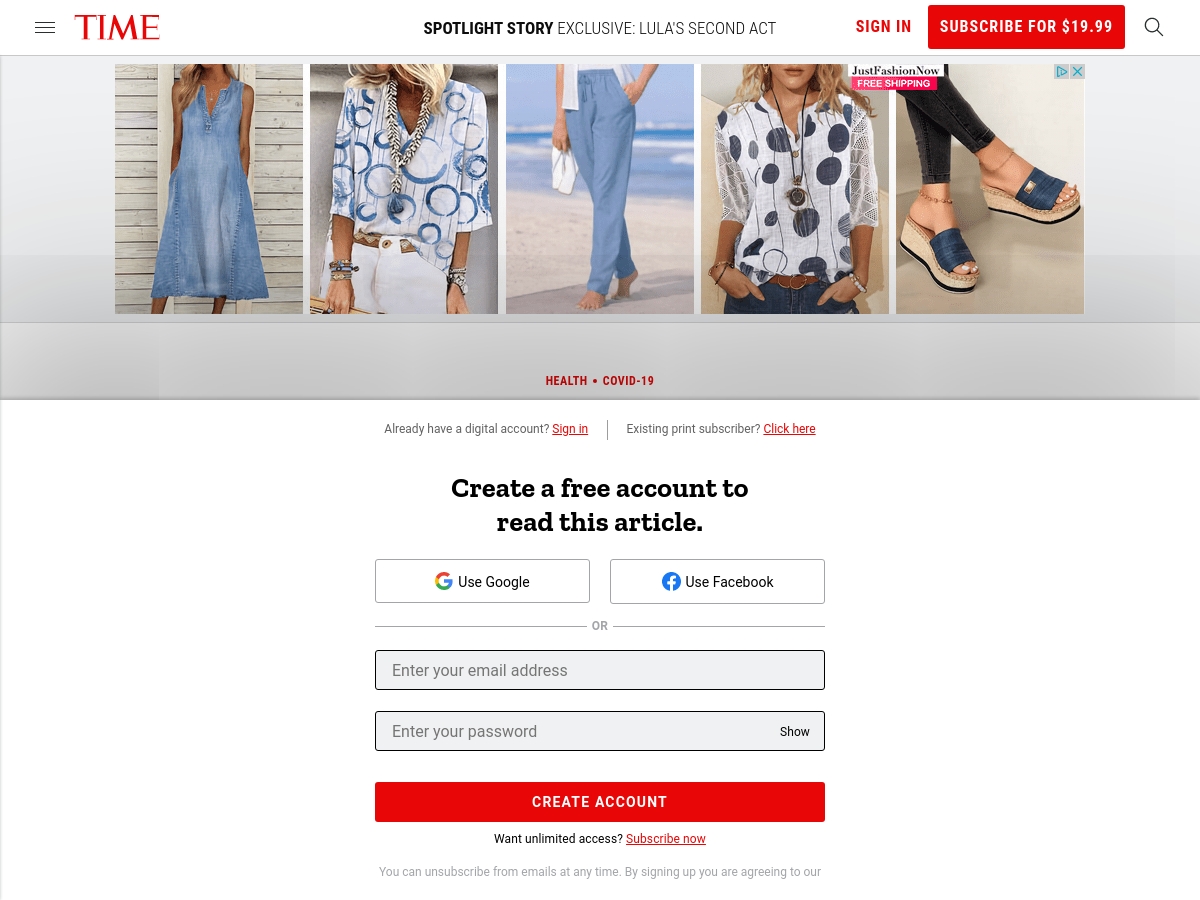 TIME
SPOTLIGHT STORY EXCLUSIVE: LULA'S SECOND ACT
SIGN IN
SUBSCRIBE FOR $19.99
JustFashionNow
FREE SHIPPING
HEALTH • COVID-19
Already have a digital account? Sign in
Existing print subscriber? Click here
Create a free account to
read this article.
Use Google
Use Facebook
OR
Enter your email address
Enter your password
Show
CREATE ACCOUNT
Want unlimited access? Subscribe now
You can unsubscribe from emails at any time. By signing up you are agreeing to our